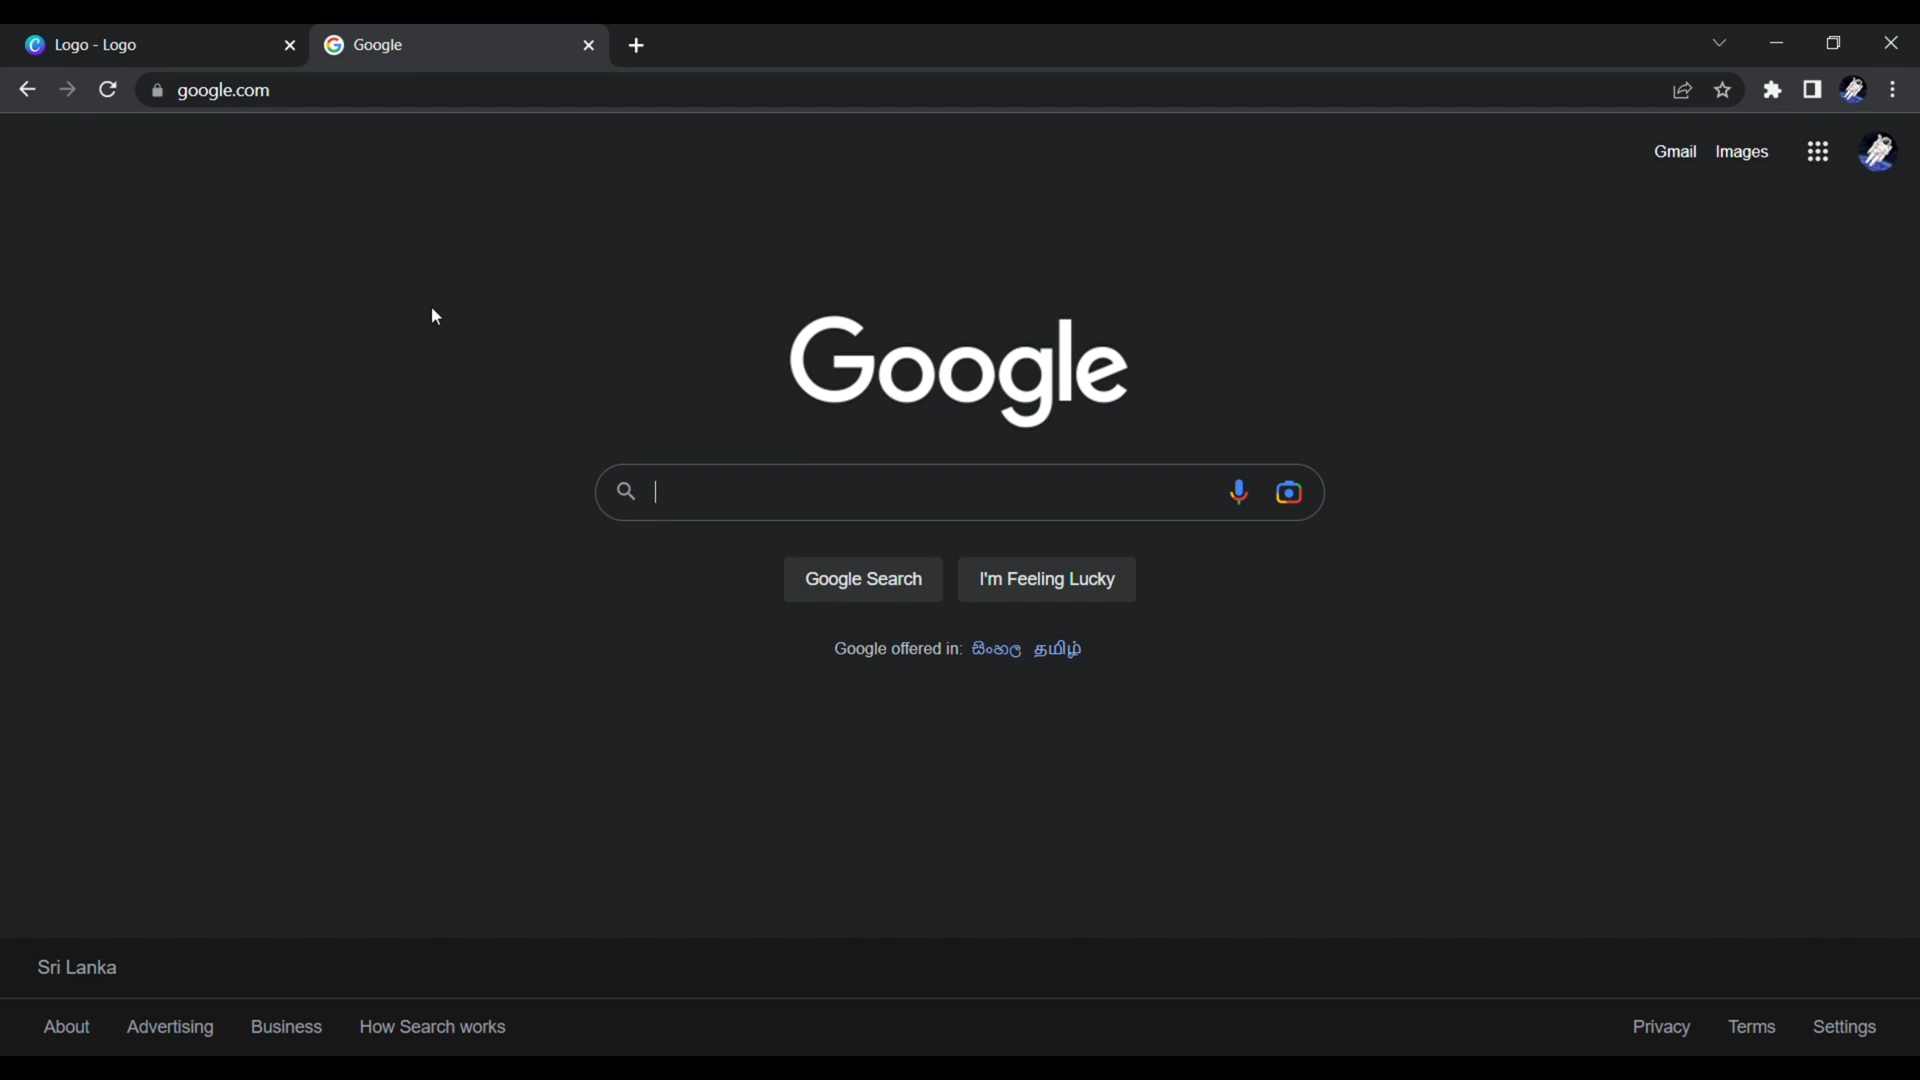 Logo - Logo
Google
google.com
Gmail Images
Google
Google Search
I'm Feeling Lucky
Google offered in: සිංහල தமிழ்
Sri Lanka
About Advertising Business How Search works
Privacy Terms Settings